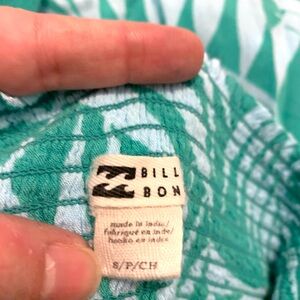 BILL
BON
made in india/
fabriqué en inde/
hecho en india
S/P/CH